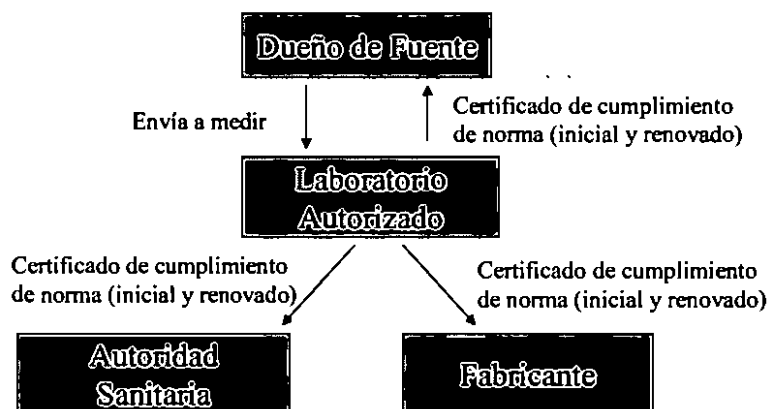 Dueño de Fuente
Envía a medir
Certificado de cumplimiento
de norma (inicial y renovado)
Laboratorio
Autorizado
Certificado de cumplimiento
de norma (inicial y renovado)
Certificado de cumplimiento
de norma (inicial y renovado)
Autoridad
Sanitaria
Fabricante